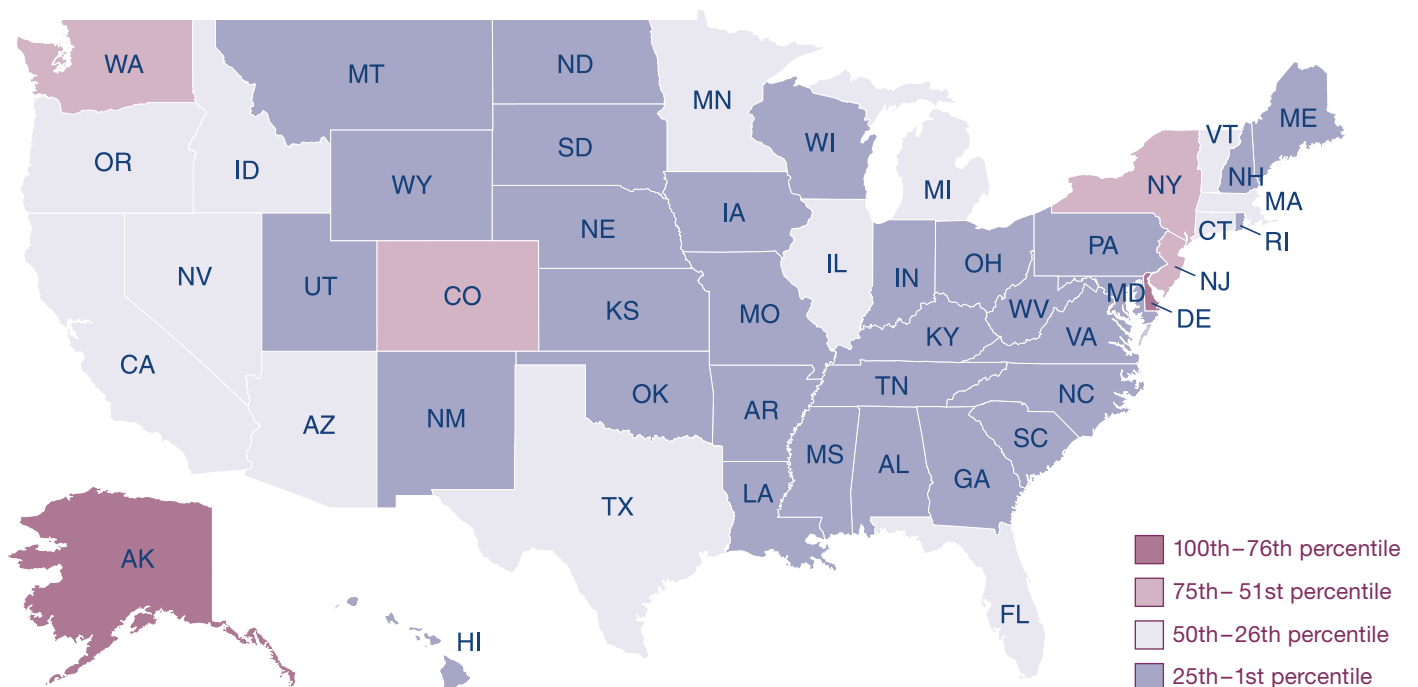 WA
MT
ND
MN
WI
ME
VT
NH
OR
ID
SD
WY
MI
NY
MA
CT
RI
IA
NE
PA
NV
UT
CO
IL
IN
OH
NJ
MD
DE
KS
MO
WV
KY
VA
CA
AZ
NM
OK
AR
TN
NC
SC
MS
AL
GA
LA
TX
AK
HI
FL
100th–76th percentile
75th–51st percentile
50th–26th percentile
25th–1st percentile